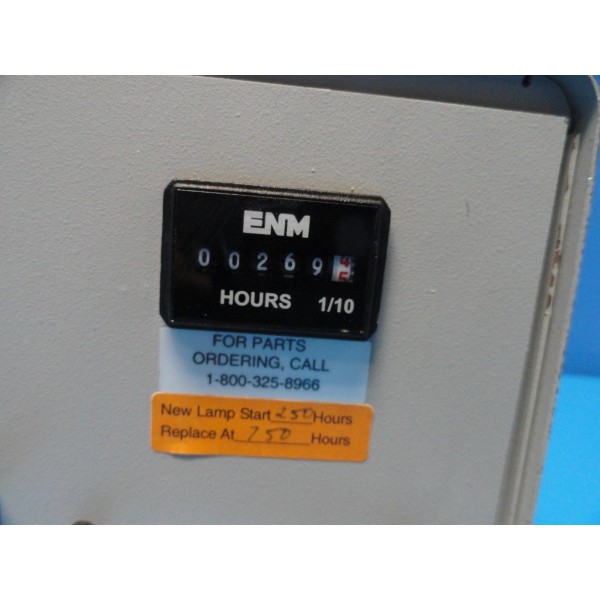 ENM
0 0 2 6 9
HOURS 1/10
FOR PARTS
ORDERING, CALL
1-800-325-8966
New Lamp Start 250 Hours
Replace At 750 Hours